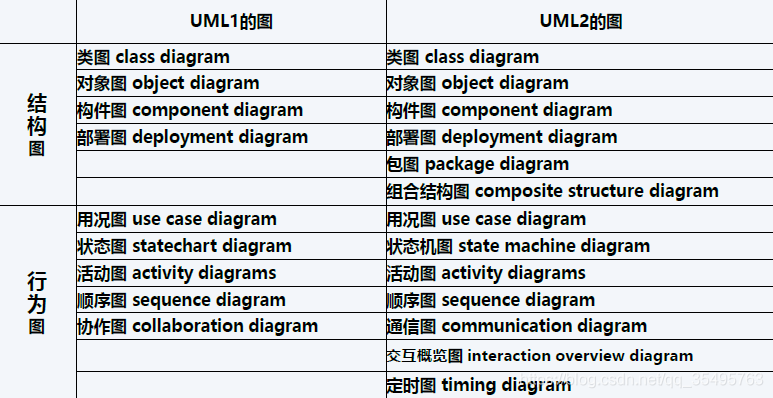 UML1的图 UML2的图
结构图
类图 class diagram 类图 class diagram
对象图 object diagram 对象图 object diagram
构件图 component diagram 构件图 component diagram
部署图 deployment diagram 部署图 deployment diagram
包图 package diagram
组合结构图 composite structure diagram
行为图
用况图 use case diagram 用况图 use case diagram
状态图 statechart diagram 状态机图 state machine diagram
活动图 activity diagrams 活动图 activity diagrams
顺序图 sequence diagram 顺序图 sequence diagram
协作图 collaboration diagram 通信图 communication diagram
交互概览图 interaction overview diagram
定时图 timing diagram
https://blog.csdn.net/qq_35495763